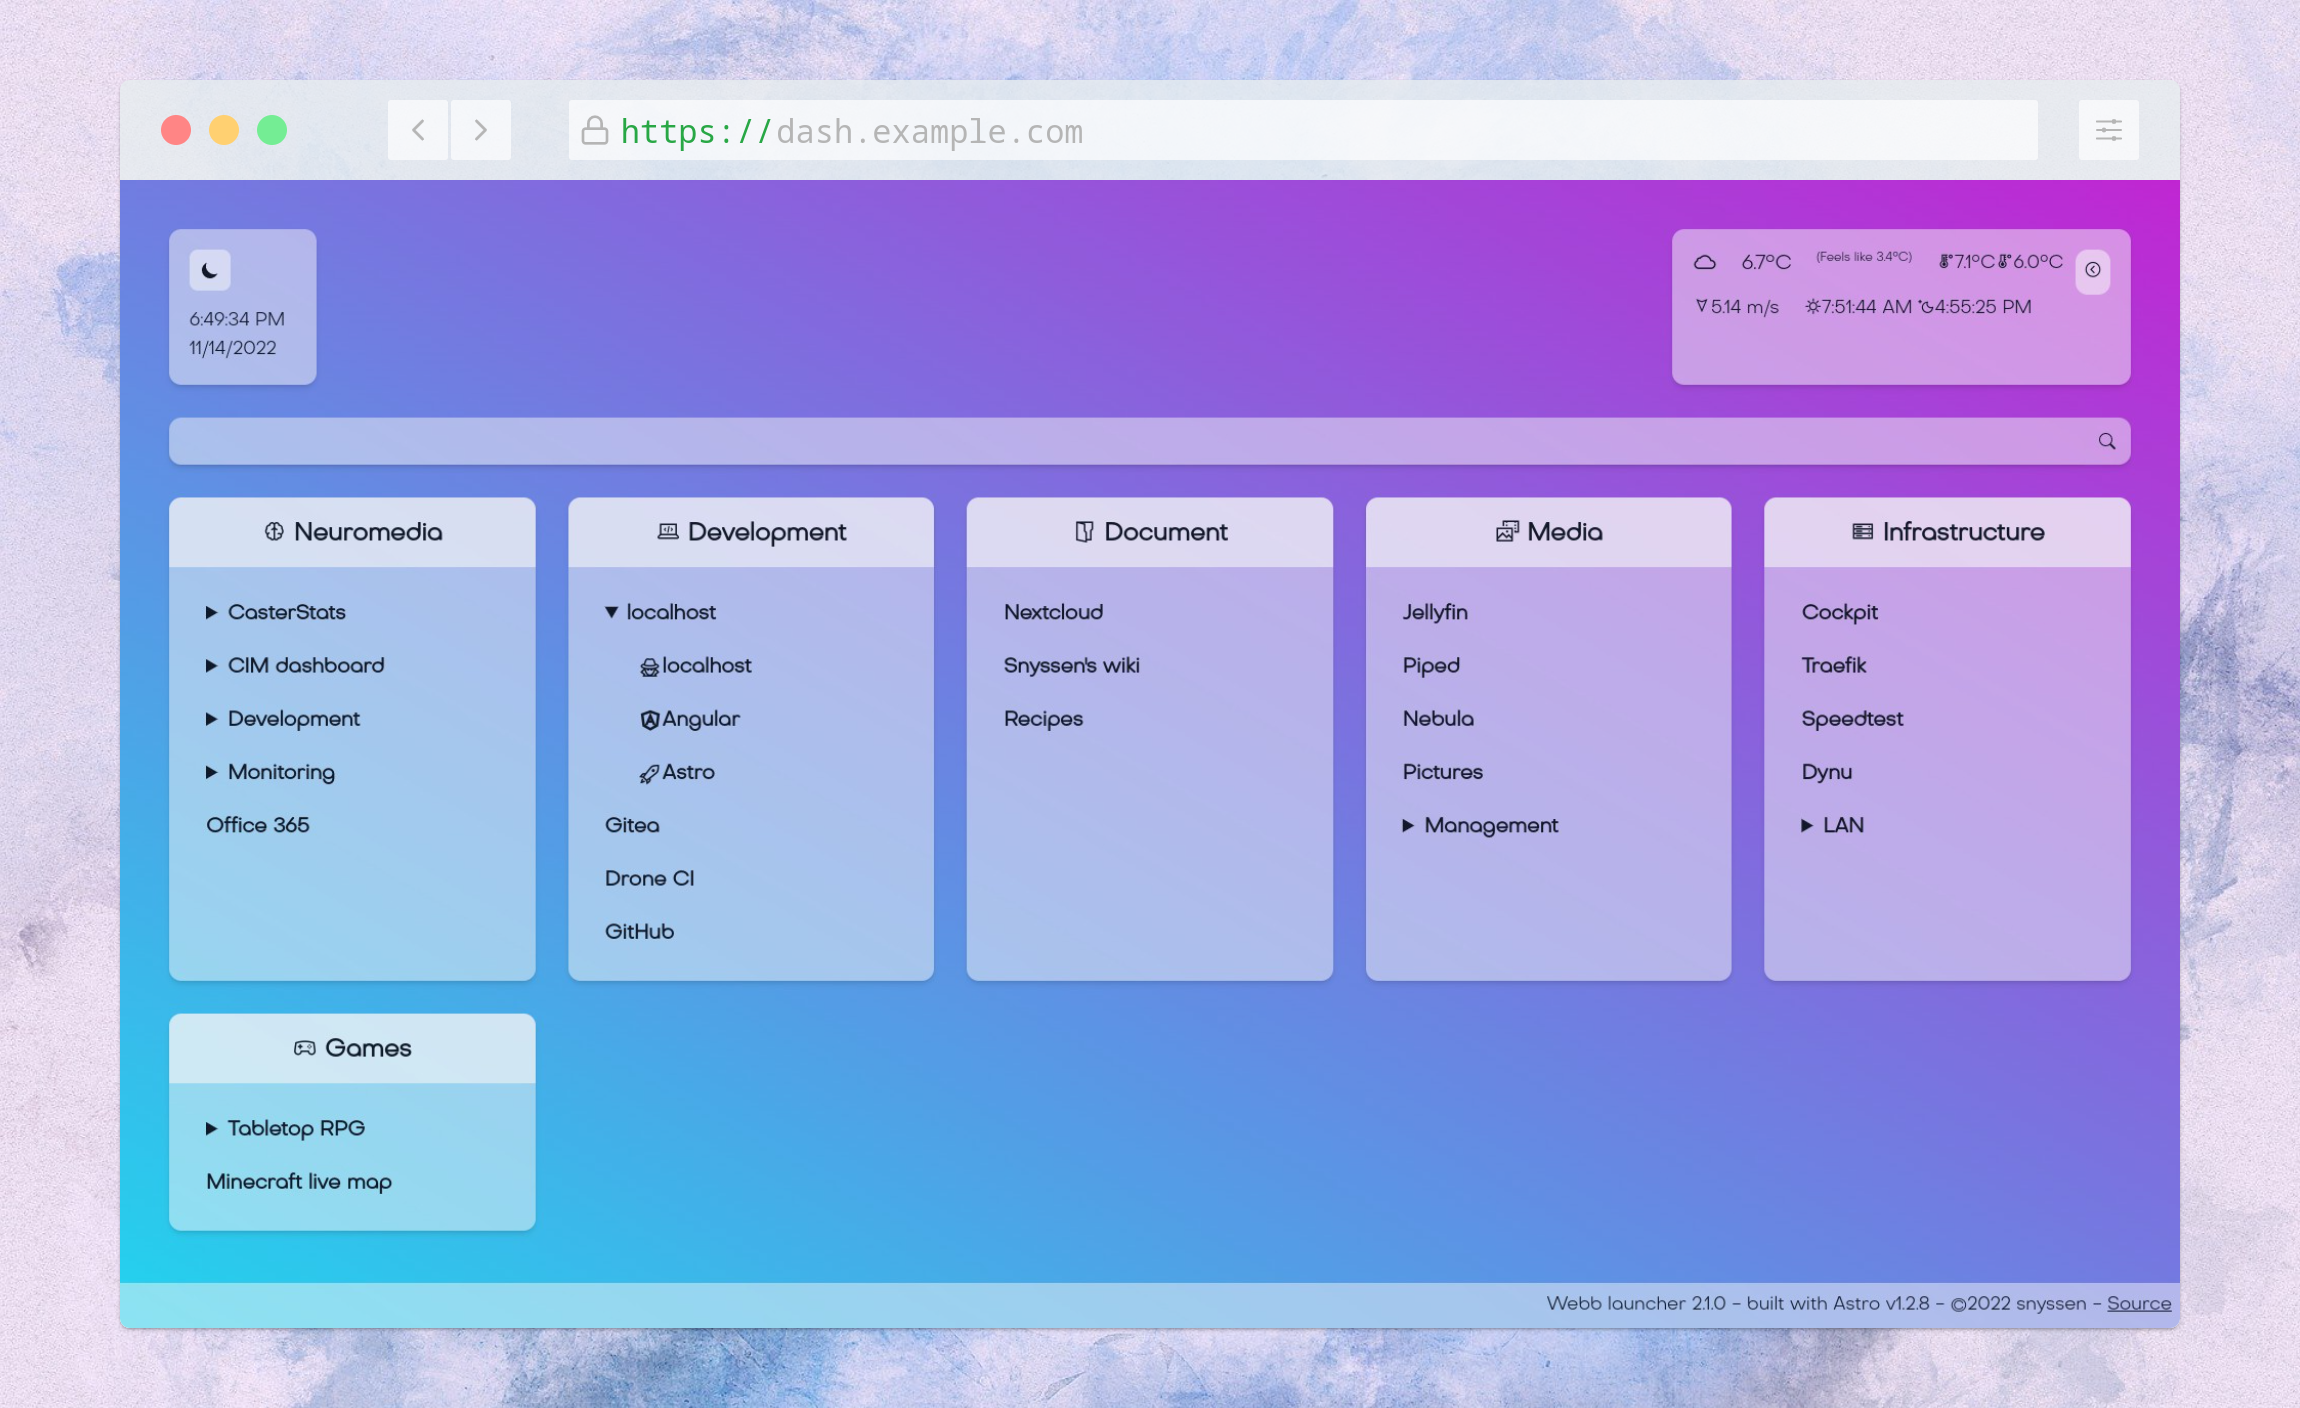 https://dash.example.com
6:49:34 PM
11/14/2022
6.7°C (Feels like 3.4°C) 7.1°C 6.0°C
5.14 m/s 7:51:44 AM 4:55:25 PM
Neuromedia
CasterStats
CIM dashboard
Development
Monitoring
Office 365
Development
localhost
localhost
Angular
Astro
Gitea
Drone CI
GitHub
Document
Nextcloud
Snyssen's wiki
Recipes
Media
Jellyfin
Piped
Nebula
Pictures
Management
Infrastructure
Cockpit
Traefik
Speedtest
Dynu
LAN
Games
Tabletop RPG
Minecraft live map
Webb launcher 2.1.0 - built with Astro v1.2.8 - ©2022 snyssen - Source